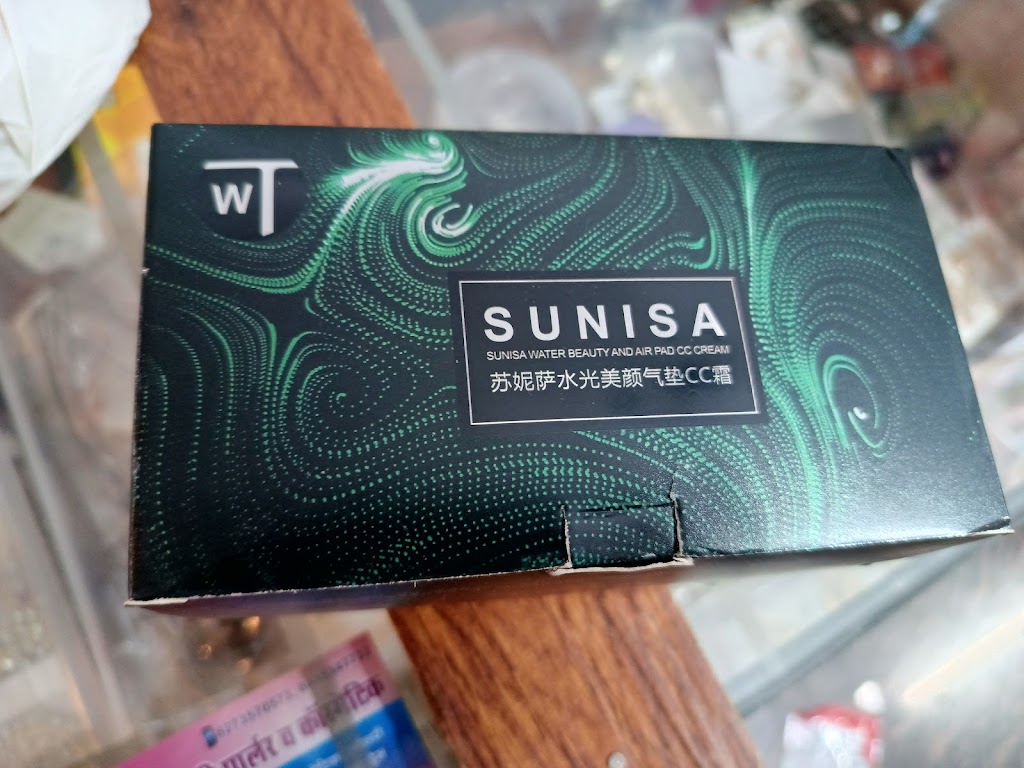 WT
SUNISA
SUNISA WATER BEAUTY AND AIR PAD CC CREAM
苏妮萨水光美颜气垫CC霜
पार्लर व कॉस्मेटिक